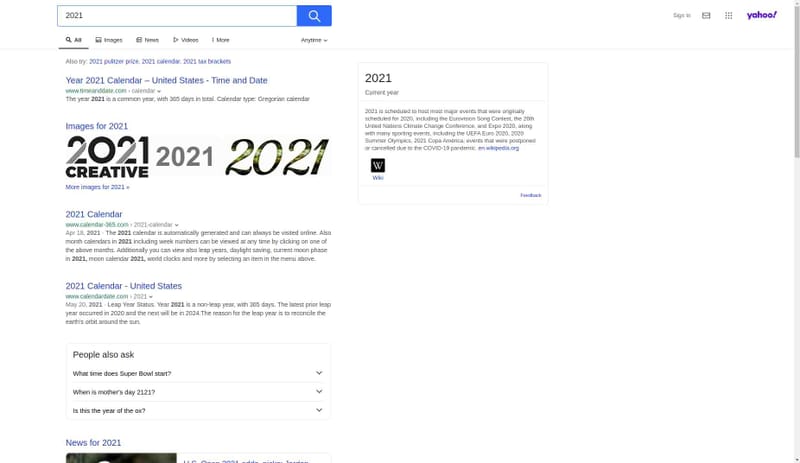 2021
Sign In
yahoo!
All
Images
News
Videos
More
Anytime
Also try: 2021 pulitzer prize, 2021 calendar, 2021 tax brackets
Year 2021 Calendar – United States - Time and Date
www.timeanddate.com › calendar
The year 2021 is a common year, with 365 days in total. Calendar type: Gregorian calendar
Images for 2021
2021
CREATIVE
2021
2021
More images for 2021 »
2021 Calendar
www.calendar-365.com › 2021-calendar
Apr 18, 2021 · The 2021 calendar is automatically generated and can always be visited online. Also
month calendars in 2021 including week numbers can be viewed at any time by clicking on one of
the above months. Additionally you can view also leap years, daylight saving, current moon phase
in 2021, moon calendar 2021, world clocks and more by selecting an item in the menu above.
2021 Calendar - United States
www.calendardate.com › 2021
May 20, 2021 · Leap Year Status. Year 2021 is a non-leap year, with 365 days. The latest prior leap
year occurred in 2020 and the next will be in 2024.The reason for the leap year is to reconcile the
earth's orbit around the sun.
People also ask
What time does Super Bowl start?
When is mother's day 2121?
Is this the year of the ox?
News for 2021
2021
Current year
2021 is scheduled to host most major events that were originally
scheduled for 2020, including the Eurovision Song Contest, the 26th
United Nations Climate Change Conference, and Expo 2020, along
with many sporting events, including the UEFA Euro 2020, 2020
Summer Olympics, 2021 Copa América; events that were postponed
or cancelled due to the COVID-19 pandemic. en.wikipedia.org
W
Wiki
Feedback